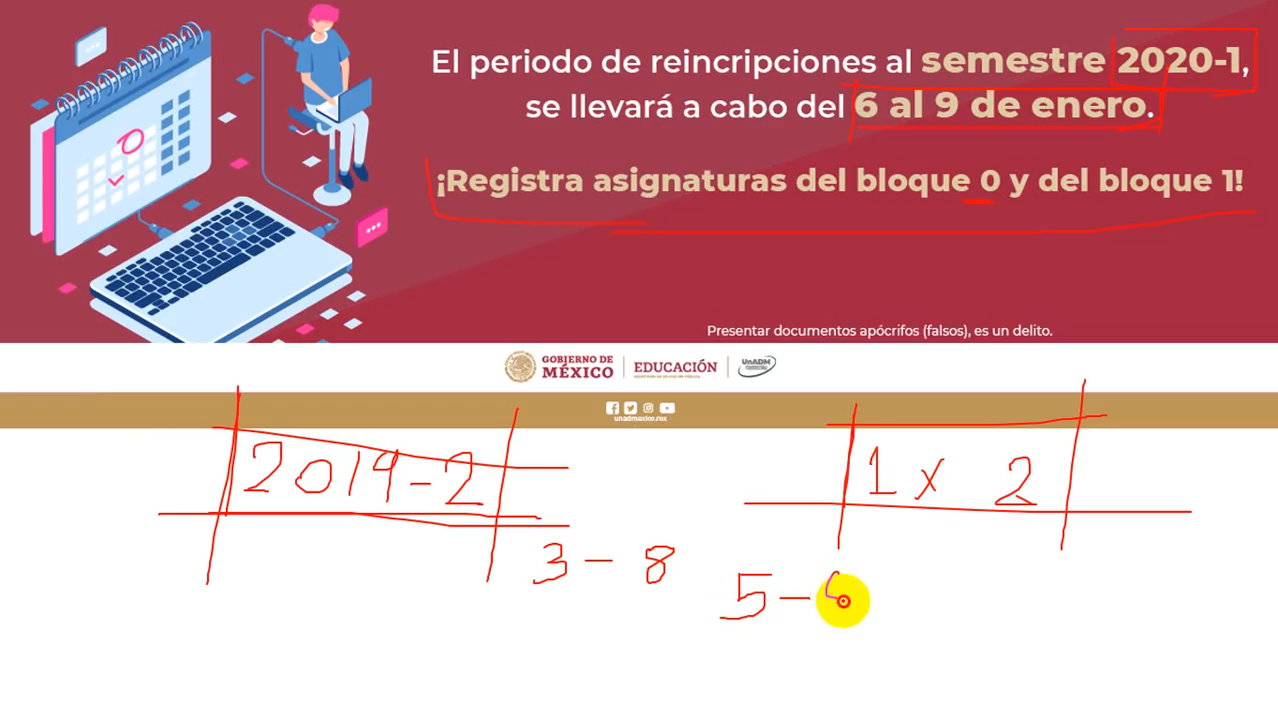 El periodo de reincripciones al semestre 2020-1,
se llevará a cabo del 6 al 9 de enero.
¡Registra asignaturas del bloque 0 y del bloque 1!
Presentar documentos apócrifos (falsos), es un delito.
GOBIERNO DE MÉXICO
EDUCACIÓN
UnADM
unadmexico.mx
2019-2
1 x 2
3 - 8
5 -